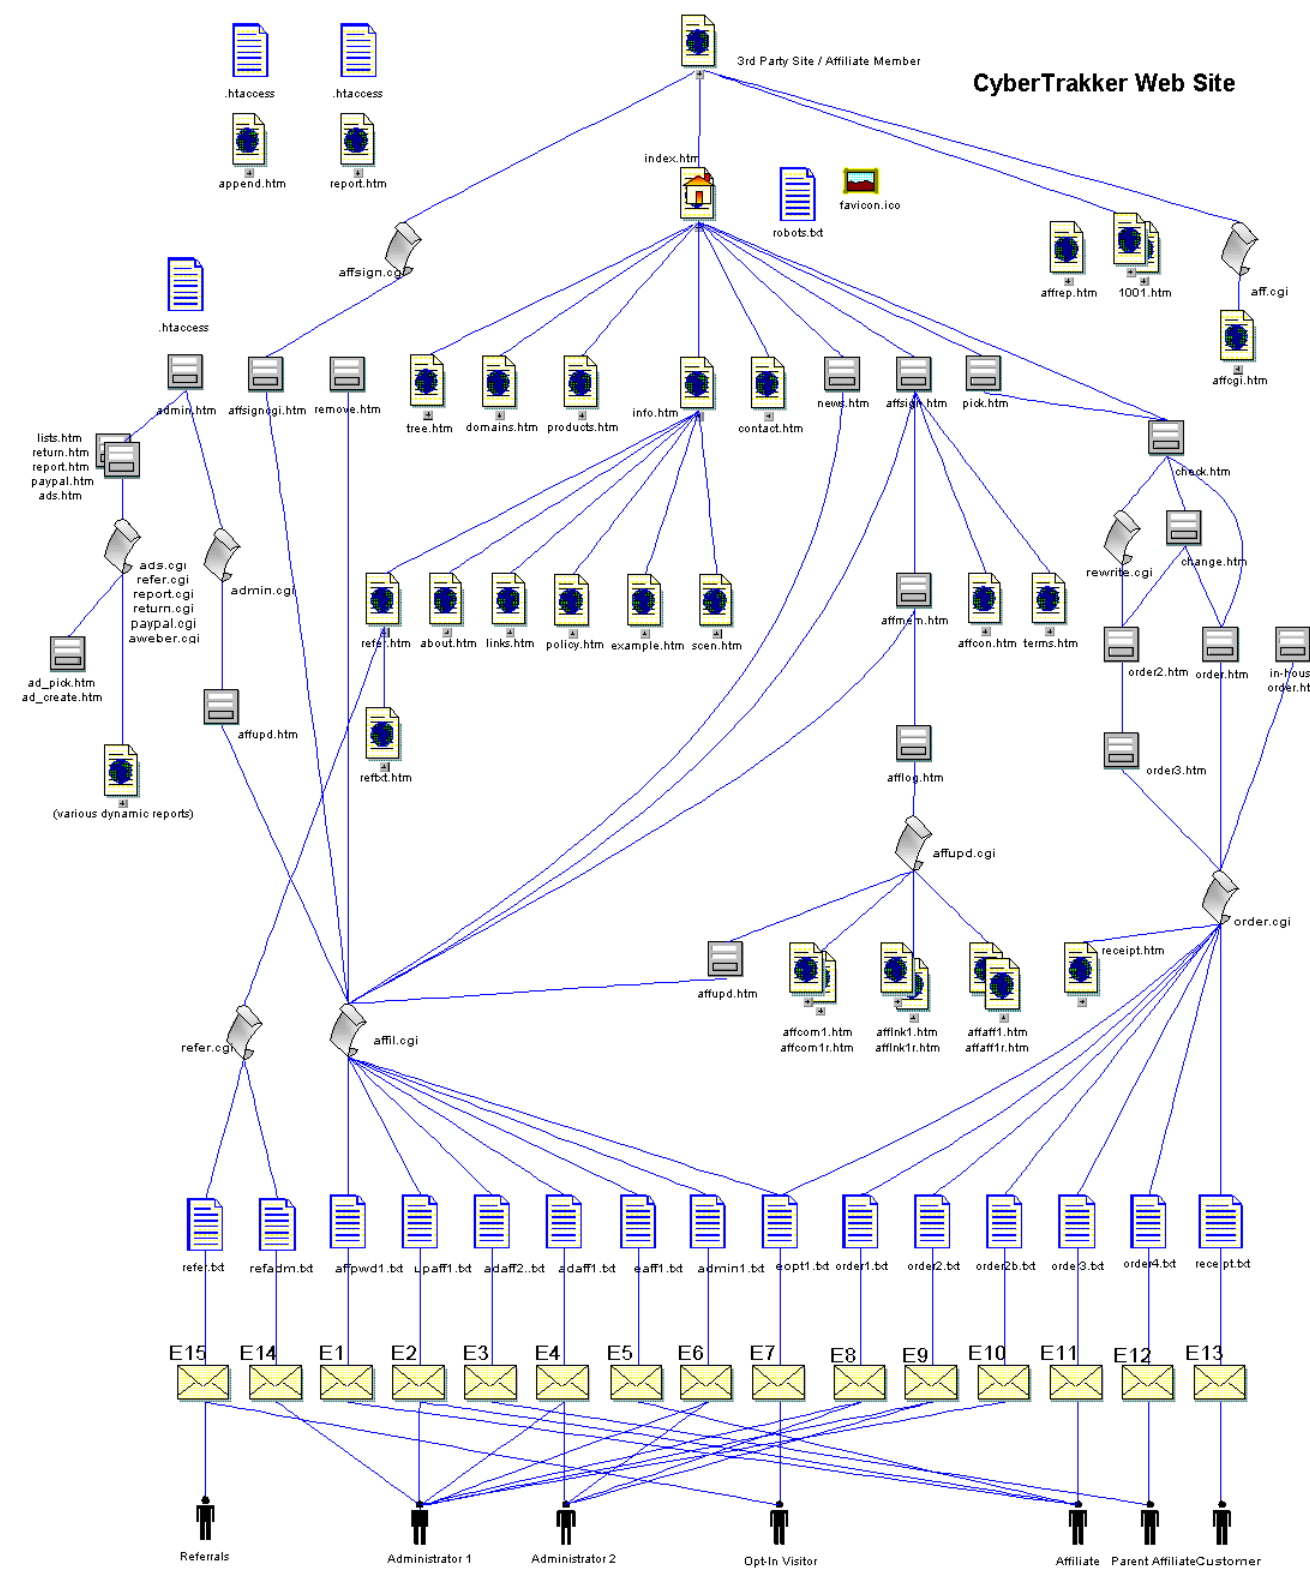 3rd Party Site / Affiliate Member
CyberTrakker Web Site
.htaccess
.htaccess
index.htm
append.htm
report.htm
robots.txt
favicon.ico
affsign.cgi
affrep.htm
1001.htm
aff.cgi
.htaccess
affcgi.htm
admin.htm
affsigncgi.htm
remove.htm
tree.htm
domains.htm
products.htm
info.htm
contact.htm
news.htm
affsign.htm
pick.htm
lists.htm
return.htm
report.htm
paypal.htm
ads.htm
check.htm
ads.cgi
refer.cgi
report.cgi
return.cgi
paypal.cgi
aweber.cgi
admin.cgi
rewrite.cgi
change.htm
refer.htm
about.htm
links.htm
policy.htm
example.htm
scen.htm
affmem.htm
affcon.htm
terms.htm
ad_pick.htm
ad_create.htm
order2.htm
order.htm
in-hous
order.ht
affupd.htm
reftxt.htm
afflog.htm
order3.htm
(various dynamic reports)
affupd.cgi
order.cgi
receipt.htm
affupd.htm
affcom1.htm
affcom1r.htm
afflnk1.htm
afflnk1r.htm
affaff1.htm
affaff1r.htm
refer.cgi
affil.cgi
refer.txt
refadm.txt
affpwd1.txt
upaff1.txt
adaff2..txt
adaff1.txt
eaff1.txt
admin1.txt
eopt1.txt
order1.txt
order2.txt
order2b.txt
order3.txt
order4.txt
receipt.txt
E15
E14
E1
E2
E3
E4
E5
E6
E7
E8
E9
E10
E11
E12
E13
Referrals
Administrator 1
Administrator 2
Opt-In Visitor
Affiliate
Parent Affiliate
Customer